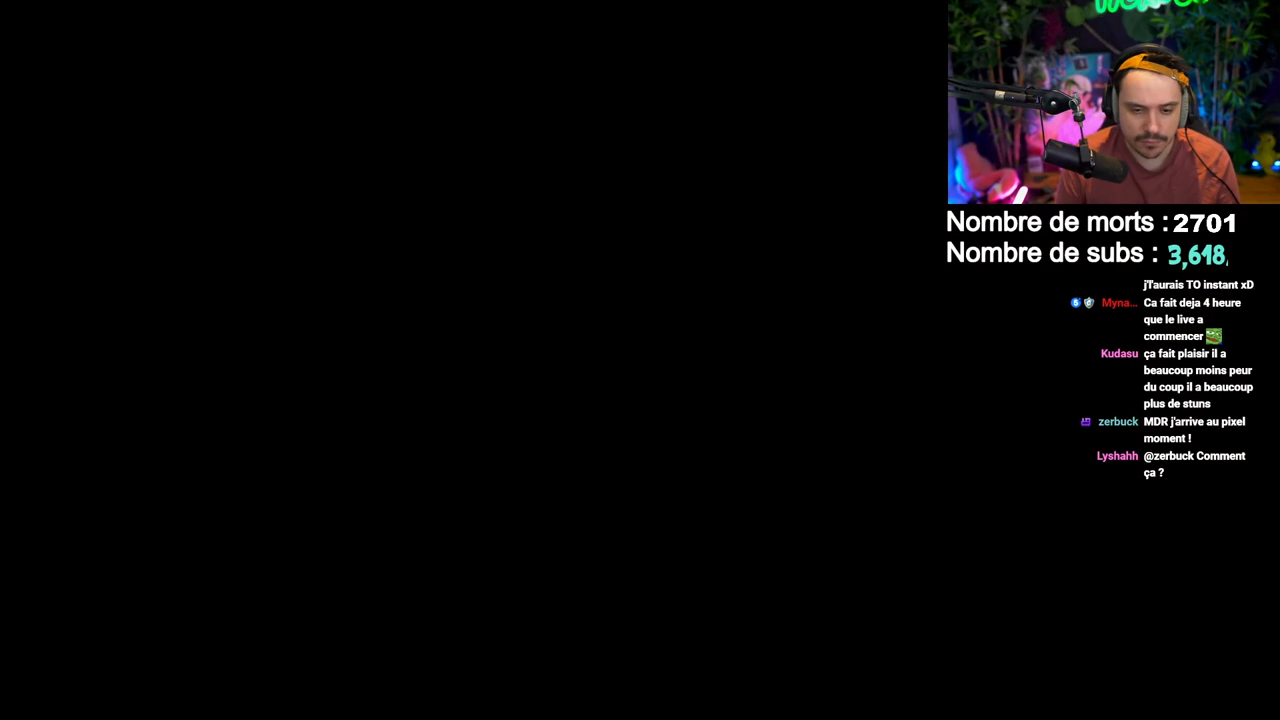 Nombre de morts : 2701
Nombre de subs : 3,618
j't'aurais TO instant xD
Myna... Ca fait deja 4 heure
que le live a
commencer
Kudasu ça fait plaisir il a
beaucoup moins peur
du coup il a beaucoup
plus de stuns
zerbuck MDR j'arrive au pixel
moment !
Lyshahh @zerbuck Comment
ça ?